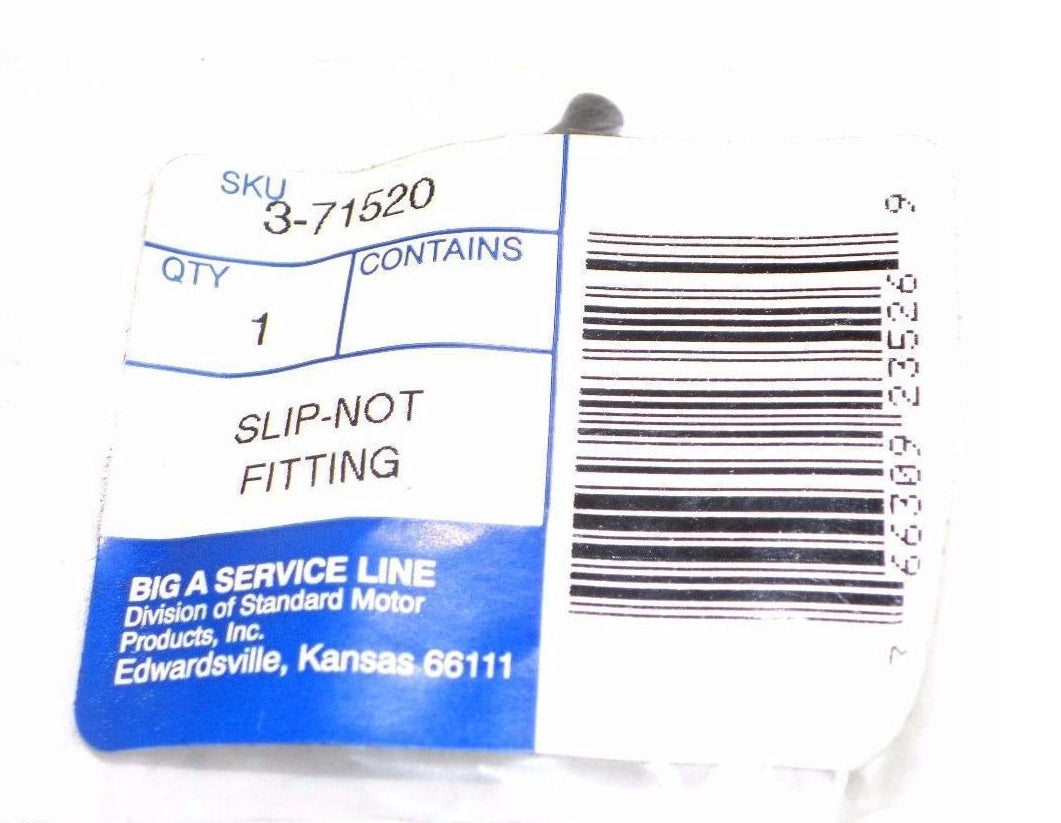 SKU
3-71520
QTY
1
CONTAINS
SLIP-NOT
FITTING
BIG A SERVICE LINE
Division of Standard Motor
Products, Inc.
Edwardsville, Kansas 66111
7 66309 23526 9